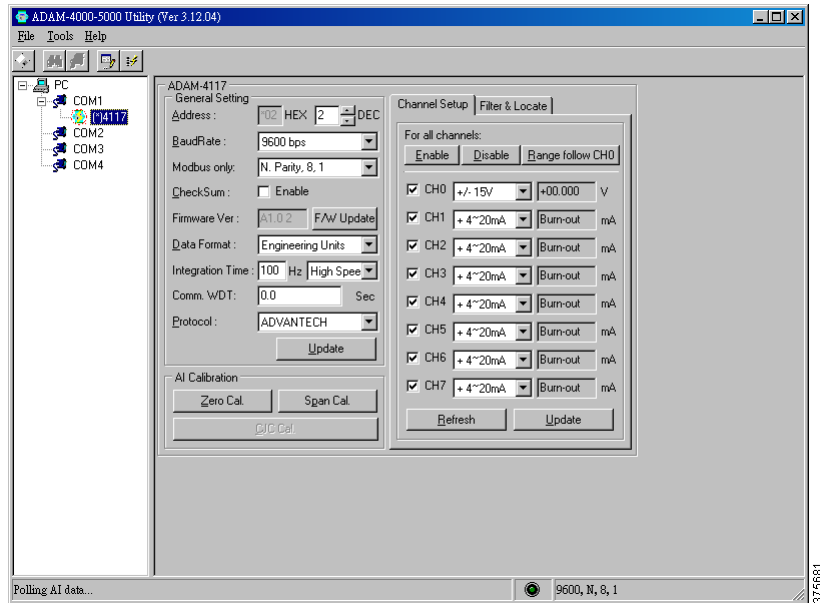 ADAM-4000-5000 Utility (Ver 3.12.04)
File Tools Help
PC
COM1
(*)4117
COM2
COM3
COM4
ADAM-4117
General Setting
Address : *02 HEX 2 DEC
BaudRate : 9600 bps
Modbus only: N. Parity, 8, 1
CheckSum : Enable
Firmware Ver : A1.0 2 F/W Update
Data Format : Engineering Units
Integration Time : 100 Hz High Spee
Comm. WDT: 0.0 Sec
Protocol : ADVANTECH
Update
AI Calibration
Zero Cal. Span Cal.
CJC Cal.
Channel Setup Filter & Locate
For all channels:
Enable Disable Range follow CH0
CH0 +/- 15V +00.000 V
CH1 + 4~20mA Burn-out mA
CH2 + 4~20mA Burn-out mA
CH3 + 4~20mA Burn-out mA
CH4 + 4~20mA Burn-out mA
CH5 + 4~20mA Burn-out mA
CH6 + 4~20mA Burn-out mA
CH7 + 4~20mA Burn-out mA
Refresh Update
Polling AI data...
9600, N, 8, 1
375681